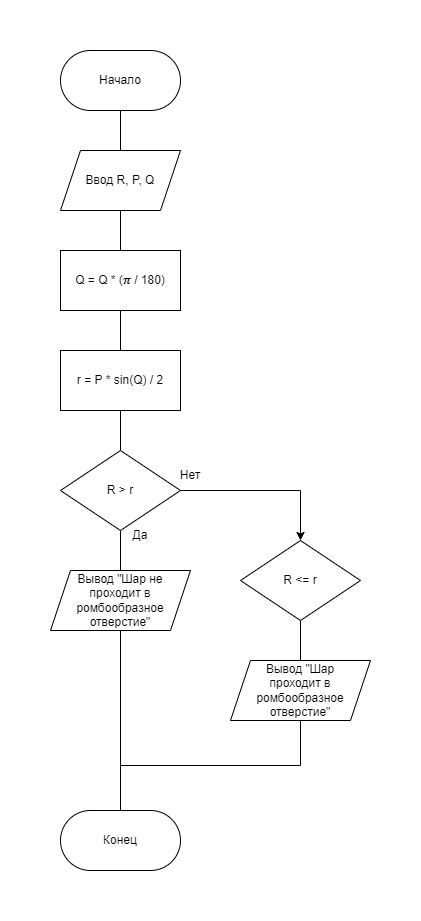 Начало
Ввод R, P, Q
Q = Q * (π / 180)
r = P * sin(Q) / 2
R > r
Нет
Да
Вывод "Шар не
проходит в
ромбообразное
отверстие"
R <= r
Вывод "Шар
проходит в
ромбообразное
отверстие"
Конец